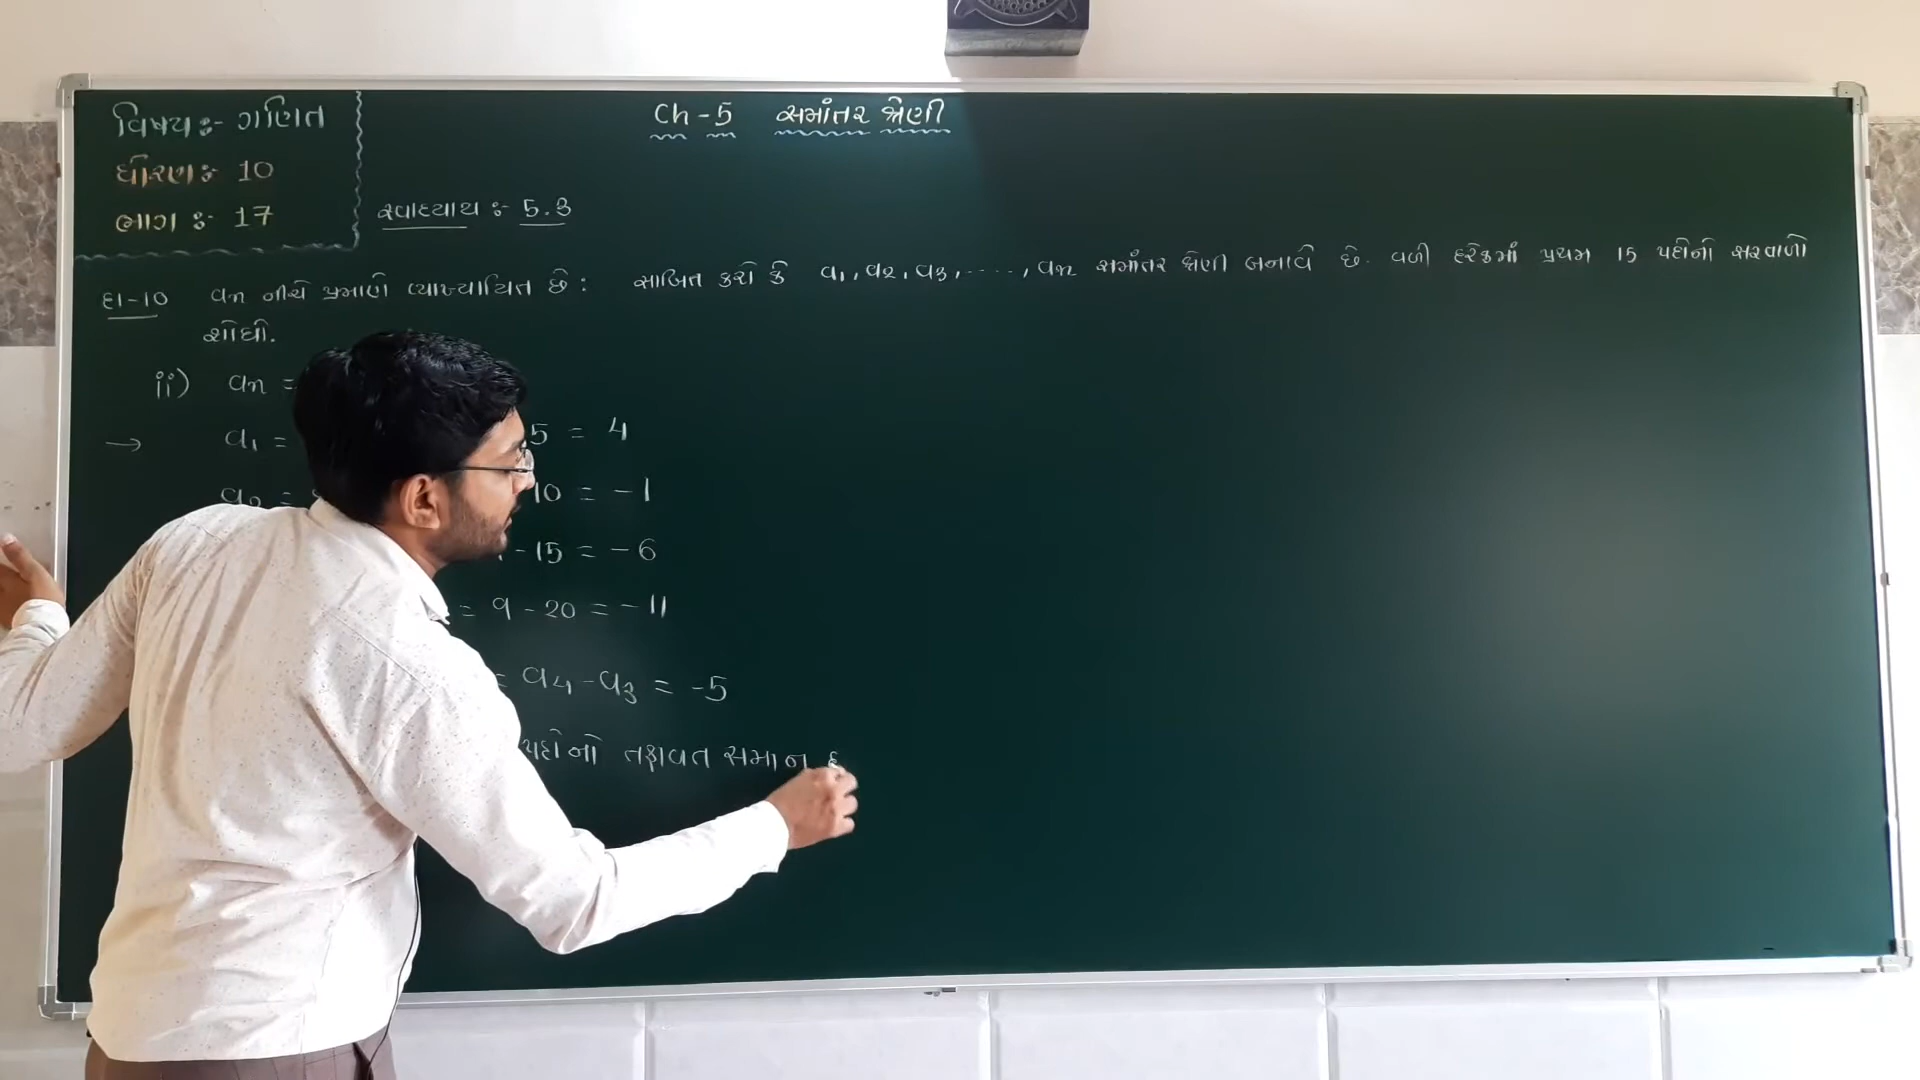 વિષય :- ગણિત
ધોરણ :- 10
ભાગ :- 17
Ch - 5 સમાંતર શ્રેણી
સ્વાધ્યાય :- 5.3
દા-10 an નીચે પ્રમાણે વ્યાખ્યાયિત છે : સાબિત કરો કે a1, a2, a3, ....., an સમાંતર શ્રેણી બનાવે છે. વળી દરેકમાં પ્રથમ 15 પદોનો સરવાળો
શોધો.
ii) an =
→ a1 = 5 = 4
a2 = 10 = -1
- 15 = -6
= 9 - 20 = -11
= a4 - a3 = -5
પદોનો તફાવત સમાન